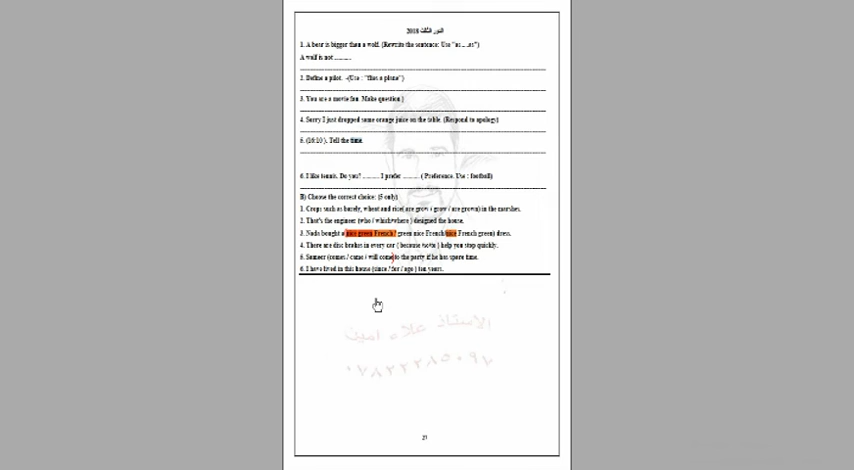 الدور الثالث 2018
1. A bear is bigger than a wolf. (Rewrite the sentence: Use "as ....as")
A wolf is not ..........
2. Define a pilot. -(Use : "flies a plane")
3. You are a movie fan. Make question.)
4. Sorry I just dropped some orange juice on the table. (Respond to apology)
5. (16:10 ). Tell the time.
6. I like tennis. Do you? .......... I prefer .......... ( Preference. Use : football)
B) Choose the correct choice: (5 only)
1. Crops such as barely, wheat and rice( are grow / grow / are grown) in the marshes.
2. That's the engineer (who / which/where ) designed the house.
3. Nada bought a nice green French / green nice French/nice French green) dress.
4. There are disc brakes in every car ( because ) help you stop quickly.
5. Sameer (comes / came / will come)to the party if he has spare time.
6. I have lived in this house (since / for / ago ) ten years.
الاستاذ علاء امين
27